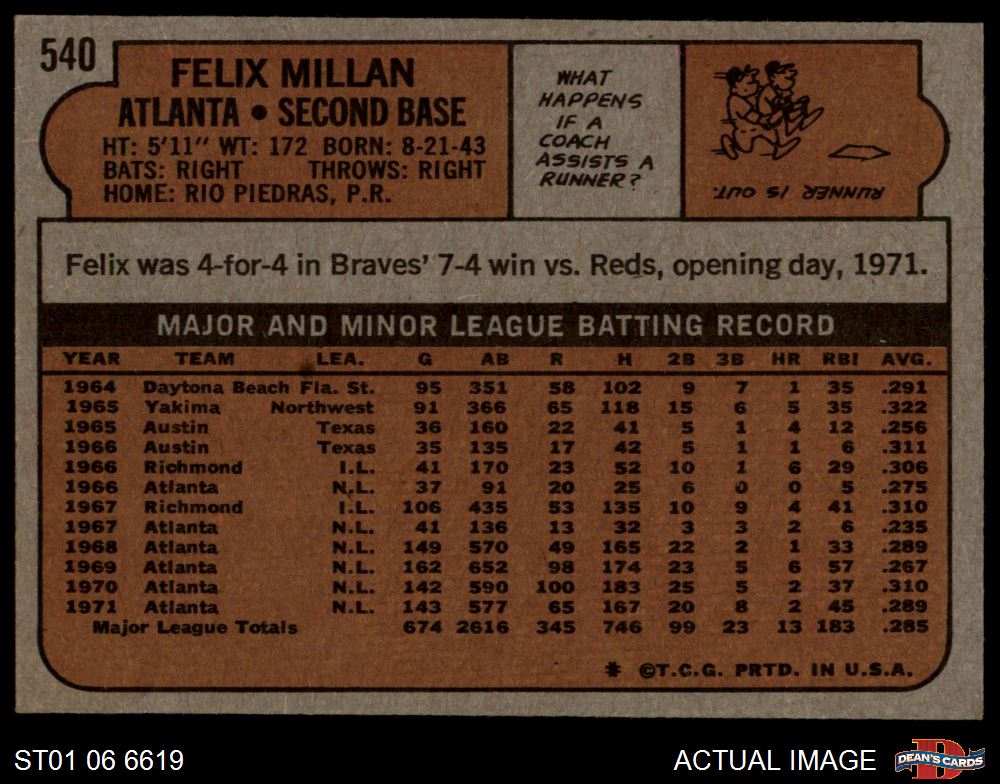 540
FELIX MILLAN
ATLANTA • SECOND BASE
HT: 5'11" WT: 172 BORN: 8-21-43
BATS: RIGHT THROWS: RIGHT
HOME: RIO PIEDRAS, P.R.
WHAT
HAPPENS
IF A
COACH
ASSISTS A
RUNNER?
RUNNER IS OUT.
Felix was 4-for-4 in Braves' 7-4 win vs. Reds, opening day, 1971.
MAJOR AND MINOR LEAGUE BATTING RECORD
YEAR TEAM LEA. G AB R H 2B 3B HR RBI AVG.
1964 Daytona Beach Fla. St. 95 351 58 102 9 7 1 35 .291
1965 Yakima Northwest 91 366 65 118 15 6 5 35 .322
1965 Austin Texas 36 160 22 41 5 1 4 12 .256
1966 Austin Texas 35 135 17 42 5 1 1 6 .311
1966 Richmond I.L. 41 170 23 52 10 1 6 29 .306
1966 Atlanta N.L. 37 91 20 25 6 0 0 5 .275
1967 Richmond I.L. 106 435 53 135 10 9 4 41 .310
1967 Atlanta N.L. 41 136 13 32 3 3 2 6 .235
1968 Atlanta N.L. 149 570 49 165 22 2 1 33 .289
1969 Atlanta N.L. 162 652 98 174 23 5 6 57 .267
1970 Atlanta N.L. 142 590 100 183 25 5 2 37 .310
1971 Atlanta N.L. 143 577 65 167 20 8 2 45 .289
Major League Totals 674 2616 345 746 99 23 13 183 .285
* ©T.C.G. PRTD. IN U.S.A.
ST01 06 6619
ACTUAL IMAGE
D
DEAN'S CARDS